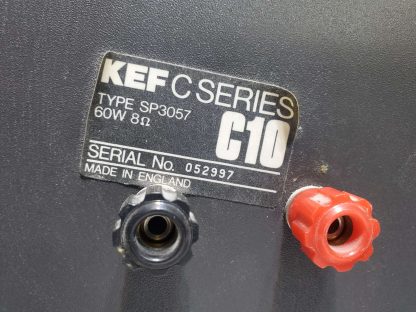 KEF C SERIES
TYPE SP3057
60W 8Ω
C10
SERIAL No. 052997
MADE IN ENGLAND